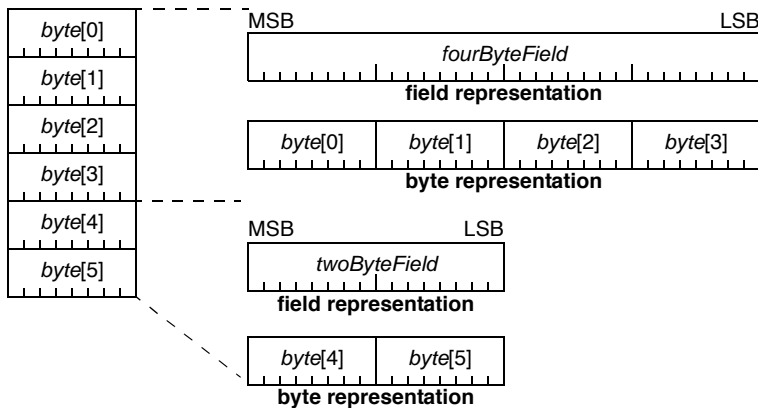 byte[0]
byte[1]
byte[2]
byte[3]
byte[4]
byte[5]
MSB LSB
fourByteField
field representation
byte[0] byte[1] byte[2] byte[3]
byte representation
MSB LSB
twoByteField
field representation
byte[4] byte[5]
byte representation